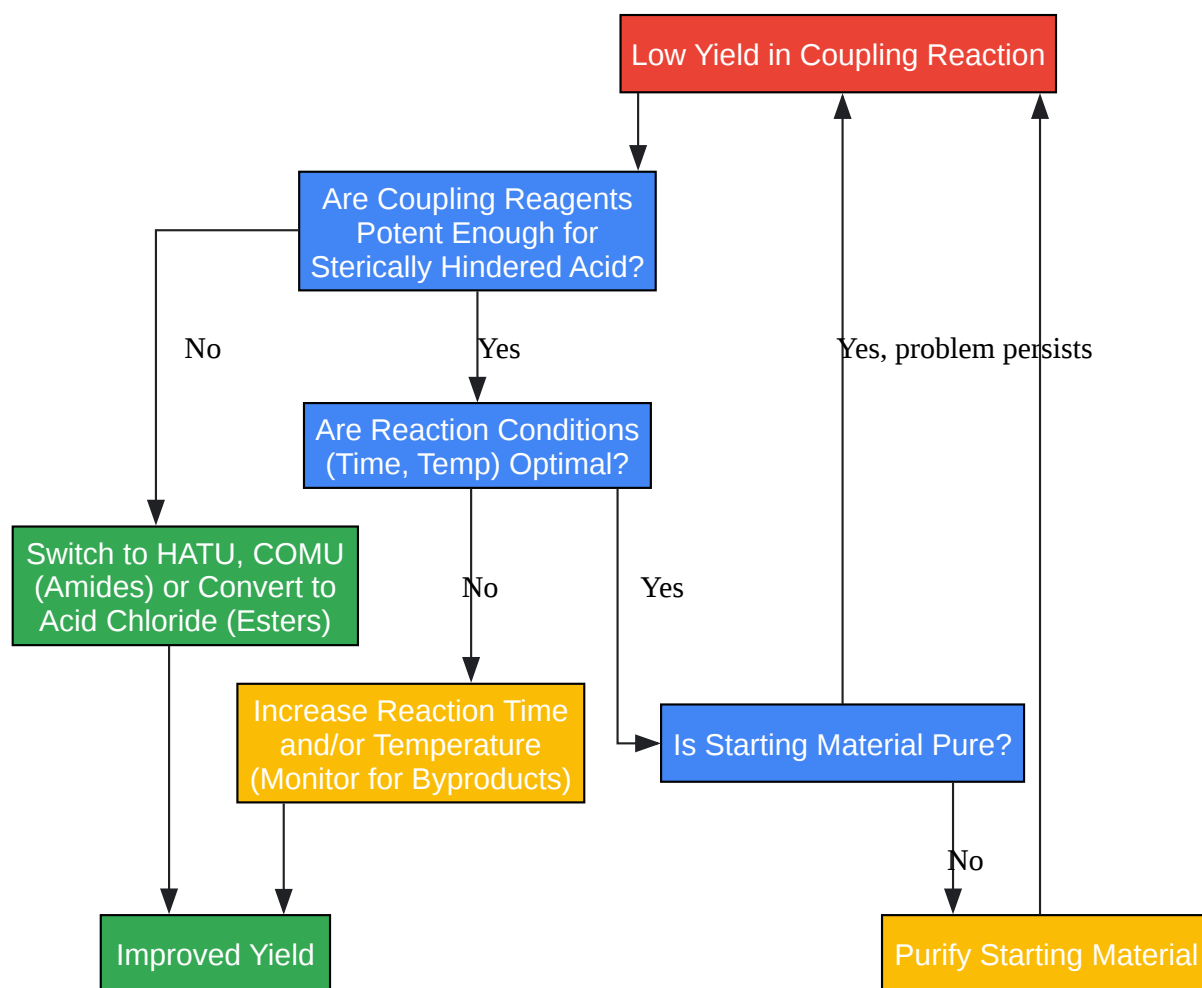 Low Yield in Coupling Reaction
Are Coupling Reagents
Potent Enough for
Sterically Hindered Acid?
No
Yes
Yes, problem persists
Are Reaction Conditions
(Time, Temp) Optimal?
Switch to HATU, COMU
(Amides) or Convert to
Acid Chloride (Esters)
No
Yes
Increase Reaction Time
and/or Temperature
(Monitor for Byproducts)
Is Starting Material Pure?
No
Improved Yield
Purify Starting Material